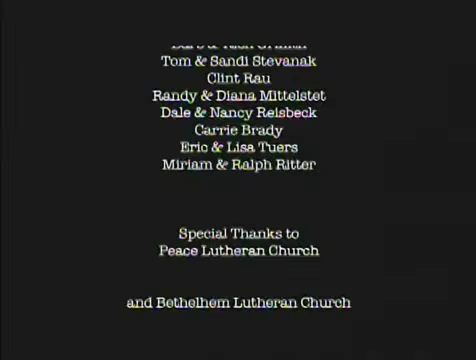 Tom & Sandi Stevanak
Clint Rau
Randy & Diana Mittelstet
Dale & Nancy Reisbeck
Carrie Brady
Eric & Lisa Tuers
Miriam & Ralph Ritter
Special Thanks to
Peace Lutheran Church
and Bethelhem Lutheran Church